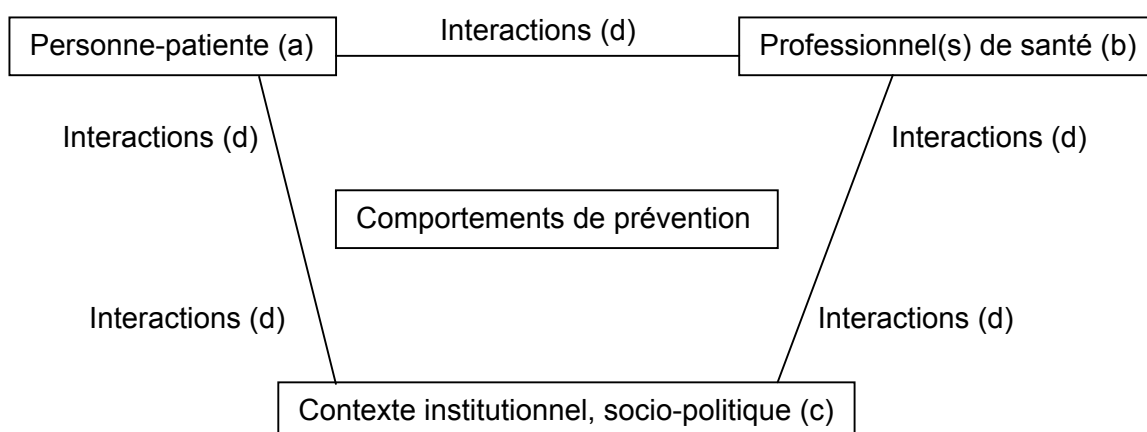 Interactions (d)
Personne-patiente (a)
Professionnel(s) de santé (b)
Interactions (d)
Interactions (d)
Comportements de prévention
Interactions (d)
Interactions (d)
Contexte institutionnel, socio-politique (c)